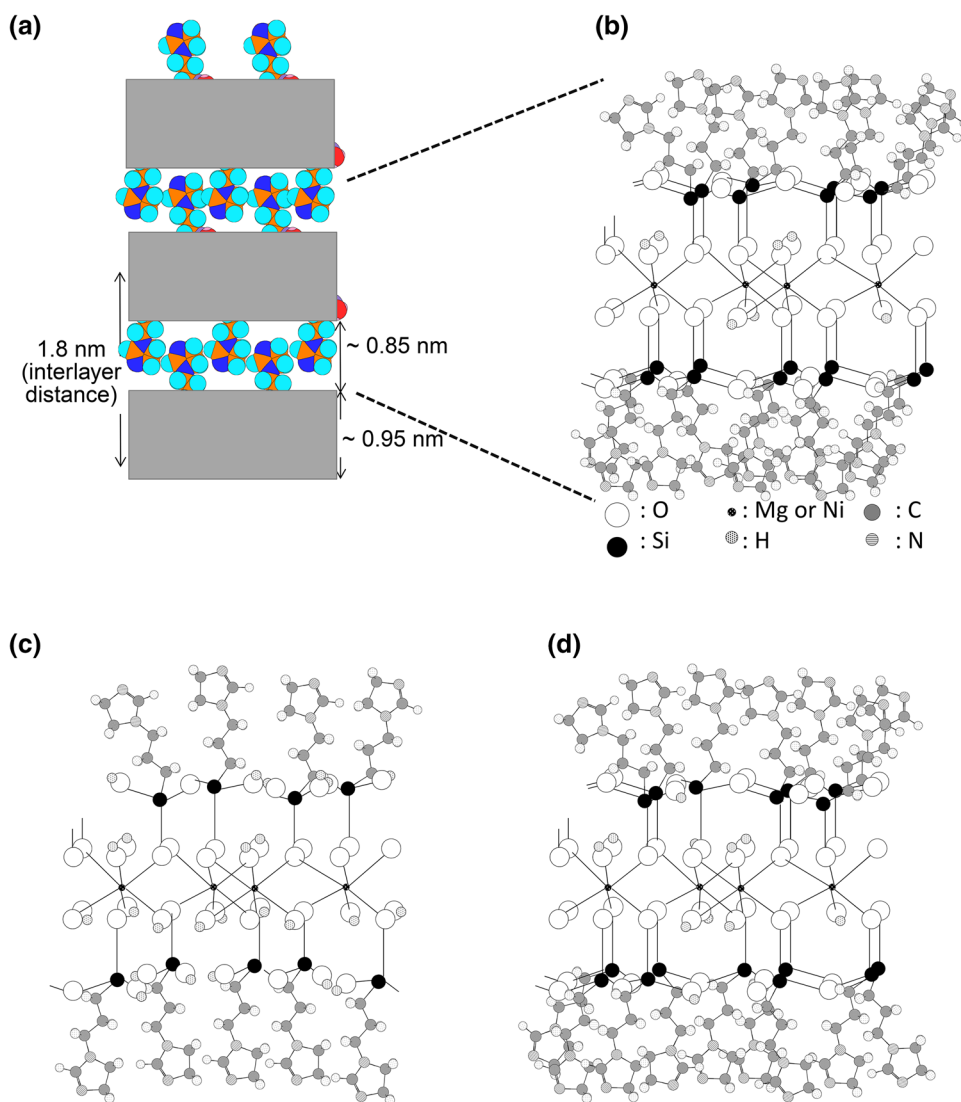 (a)
(b)
1.8 nm
(interlayer
distance)
~ 0.85 nm
~ 0.95 nm
: O
: Mg or Ni
: C
: Si
: H
: N
(c)
(d)